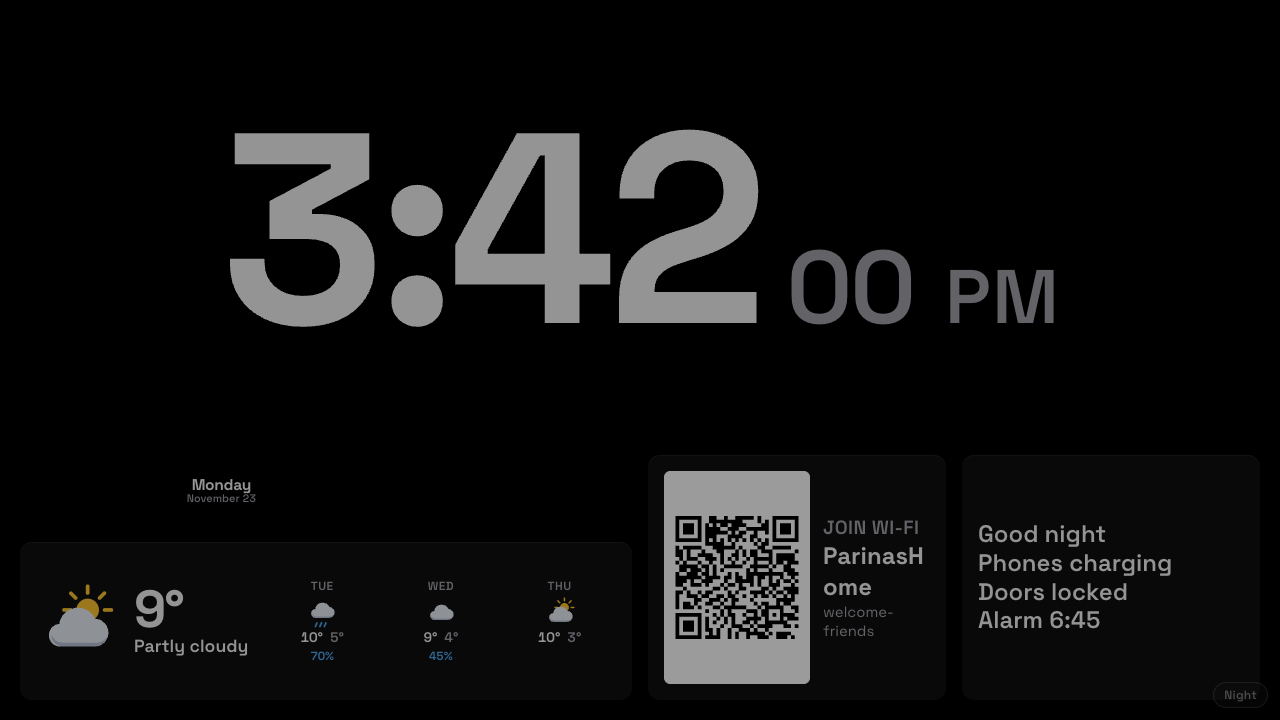 3:42 00 PM
Monday
November 23
9°
Partly cloudy
TUE
10° 5°
70%
WED
9° 4°
45%
THU
10° 3°
JOIN WI-FI
ParinasH
ome
welcome-
friends
Good night
Phones charging
Doors locked
Alarm 6:45
Night